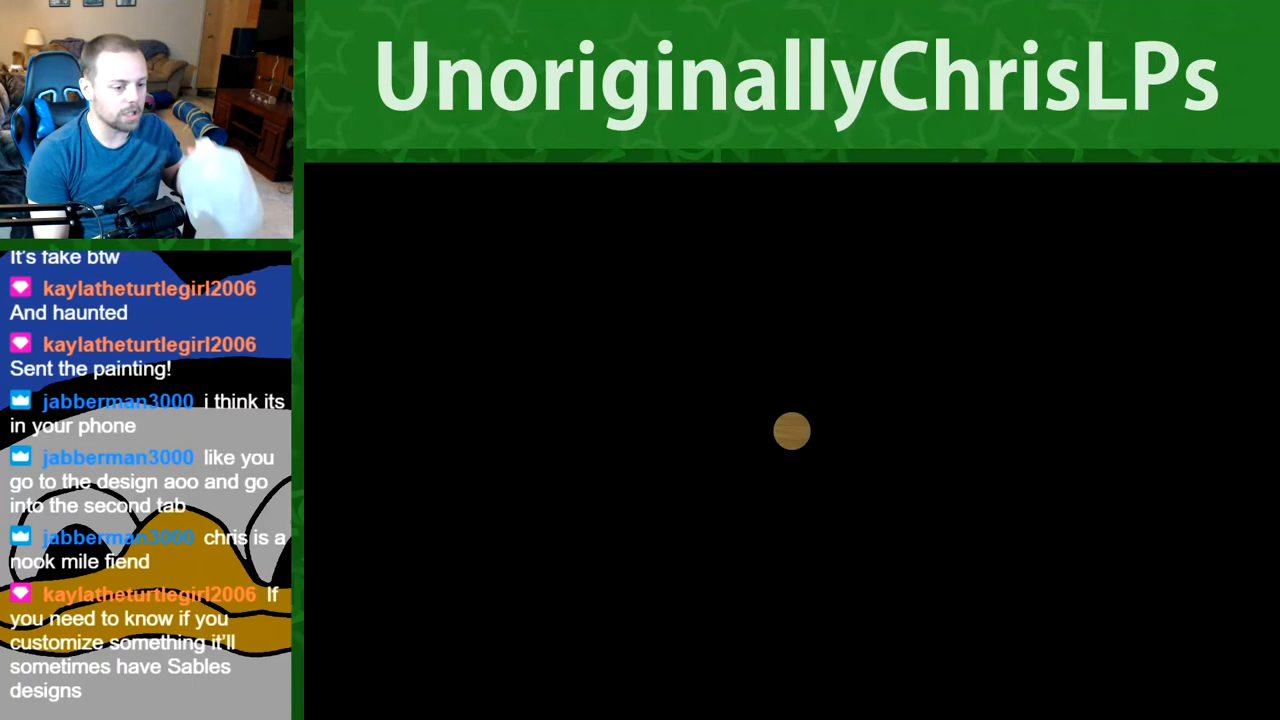 UnoriginallyChrisLPs
It's fake btw
kaylatheturtlegirl2006
And haunted
kaylatheturtlegirl2006
Sent the painting!
jabberman3000 i think its
in your phone
jabberman3000 like you
go to the design aoo and go
into the second tab
jabberman3000 chris is a
nook mile fiend
kaylatheturtlegirl2006 If
you need to know if you
customize something it'll
sometimes have Sables
designs